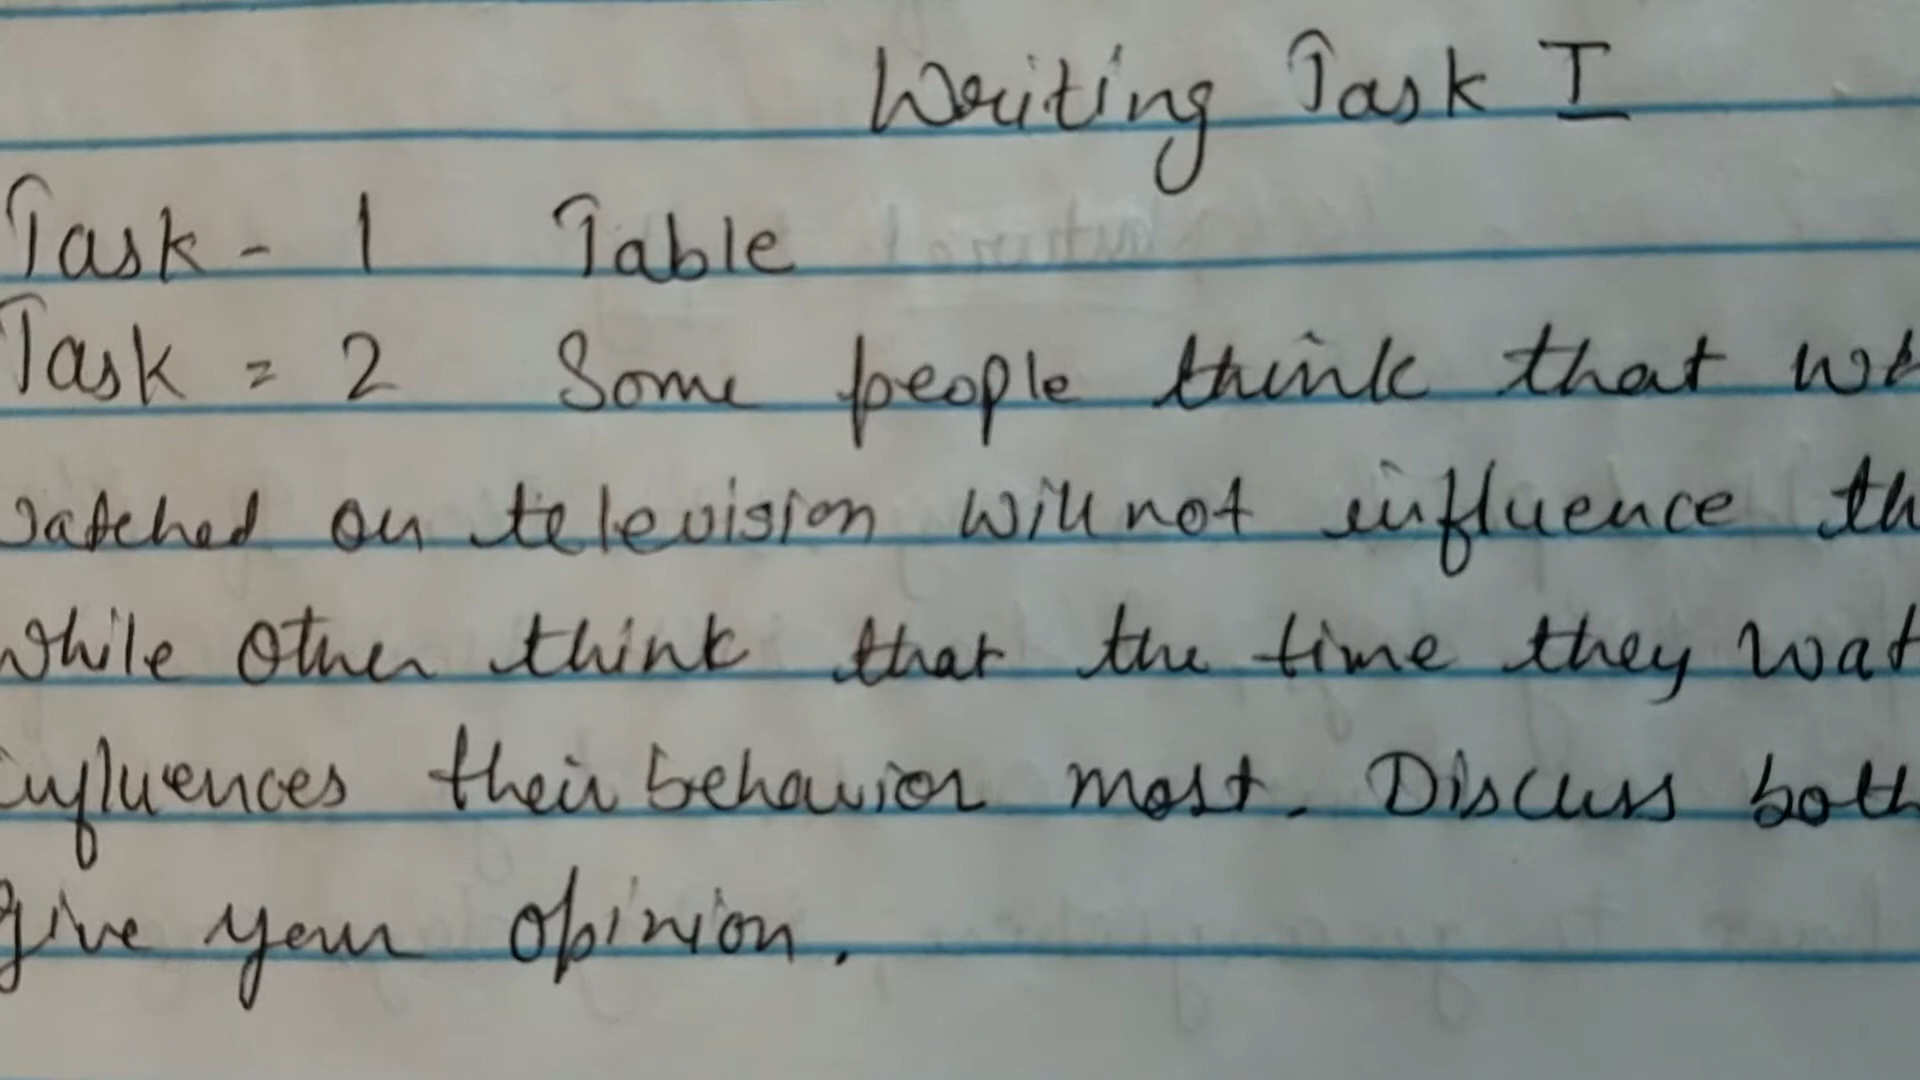 Writing Task I
Task - 1 Table
Task = 2 Some people think that
watched on television will not influence
while other think that the time they
influences their behavior most. Discuss both
give your opinion.